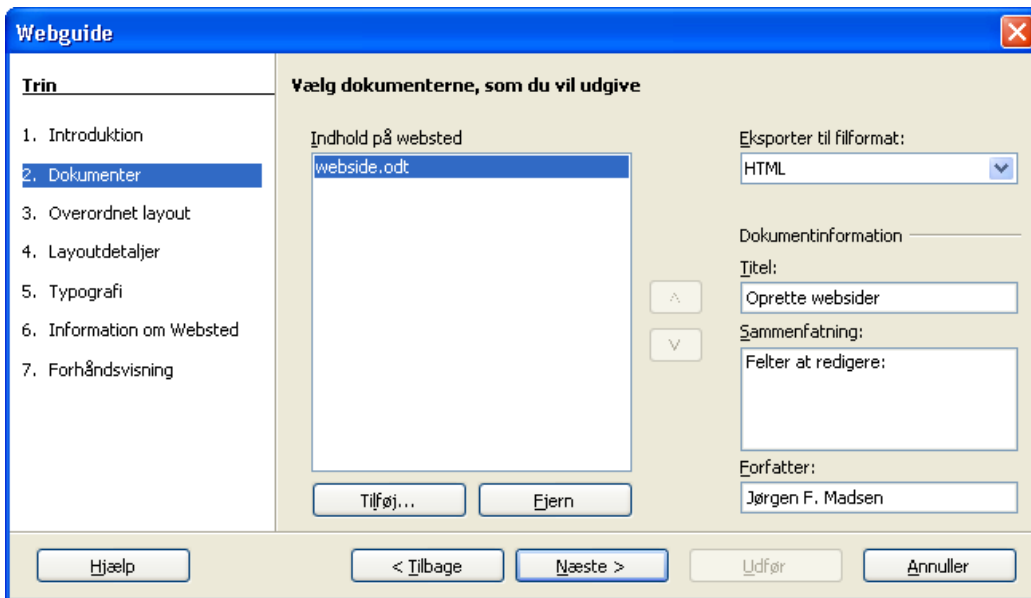 Webguide
Trin
1. Introduktion
2. Dokumenter
3. Overordnet layout
4. Layoutdetaljer
5. Typografi
6. Information om Websted
7. Forhåndsvisning
Vælg dokumenterne, som du vil udgive
Indhold på websted
webside.odt
Tilføj...
Fjern
Eksporter til filformat:
HTML
Dokumentinformation
Titel:
Oprette websider
Sammenfatning:
Felter at redigere:
Forfatter:
Jørgen F. Madsen
Hjælp
< Tilbage
Næste >
Udfør
Annuller